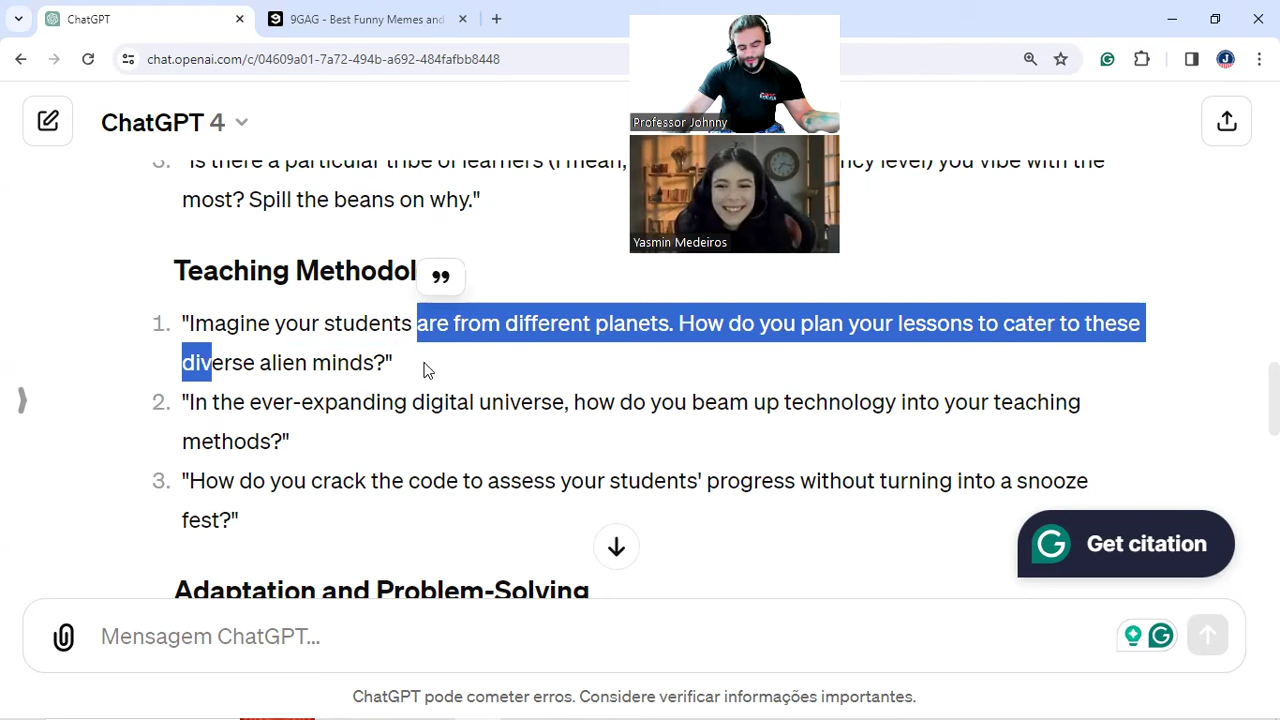 ChatGPT
9GAG - Best Funny Memes and
chat.openai.com/c/04609a01-7a72-494b-a692-484fafbb8448
ChatGPT 4
Professor Johnny
Yasmin Medeiros
3. "Is there a particular tribe of learners (I mean, ncy level) you vibe with the
most? Spill the beans on why."
Teaching Methodol
1. "Imagine your students are from different planets. How do you plan your lessons to cater to these
diverse alien minds?"
2. "In the ever-expanding digital universe, how do you beam up technology into your teaching
methods?"
3. "How do you crack the code to assess your students' progress without turning into a snooze
fest?"
Get citation
Adaptation and Problem-Solving
Mensagem ChatGPT...
ChatGPT pode cometer erros. Considere verificar informações importantes.